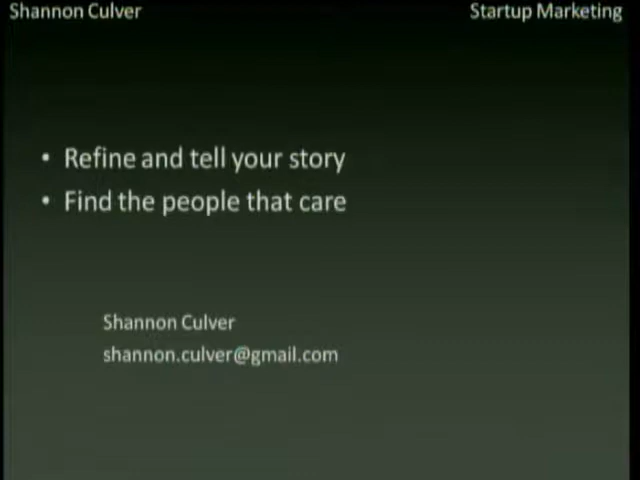 Shannon Culver
Startup Marketing
• Refine and tell your story
• Find the people that care
Shannon Culver
shannon.culver@gmail.com